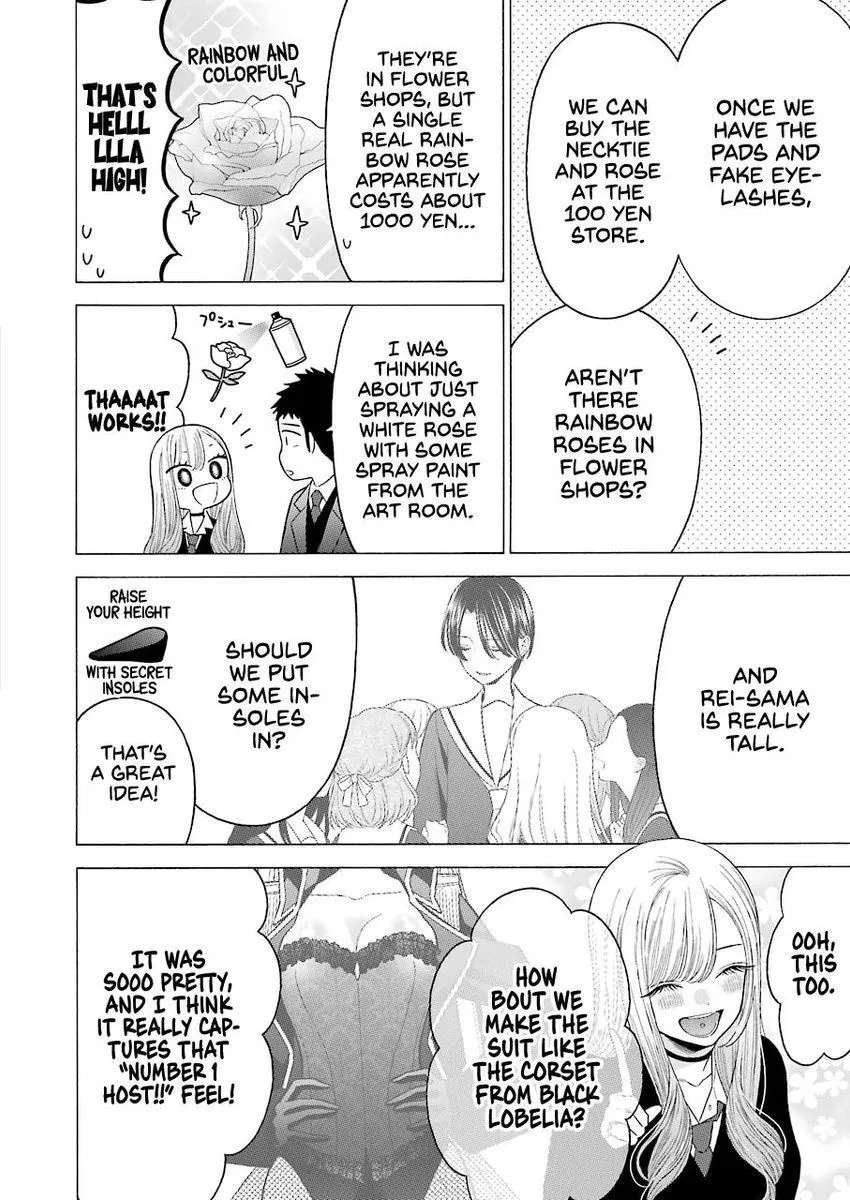 ONCE WE
HAVE THE
PADS AND
FAKE EYE-
LASHES,
WE CAN
BUY THE
NECKTIE
AND ROSE
AT THE
100 YEN
STORE.
AREN'T
THERE
RAINBOW
ROSES IN
FLOWER
SHOPS?
THEY'RE
IN FLOWER
SHOPS, BUT
A SINGLE
REAL RAIN-
BOW ROSE
APPARENTLY
COSTS ABOUT
1000 YEN...
RAINBOW AND
COLORFUL
THAT'S
HELLL
LLLA
HIGH!
I WAS
THINKING
ABOUT JUST
SPRAYING A
WHITE ROSE
WITH SOME
SPRAY PAINT
FROM THE
ART ROOM.
プシュー
THAAAAT
WORKS!!
AND
REI-SAMA
IS REALLY
TALL.
SHOULD
WE PUT
SOME IN-
SOLES
IN?
RAISE
YOUR HEIGHT
WITH SECRET
INSOLES
THAT'S
A GREAT
IDEA!
OOH,
THIS
TOO.
HOW
BOUT WE
MAKE THE
SUIT LIKE
THE CORSET
FROM BLACK
LOBELIA?
IT WAS
SOOO PRETTY,
AND I THINK
IT REALLY CAP-
TURES THAT
"NUMBER 1
HOST!!" FEEL!